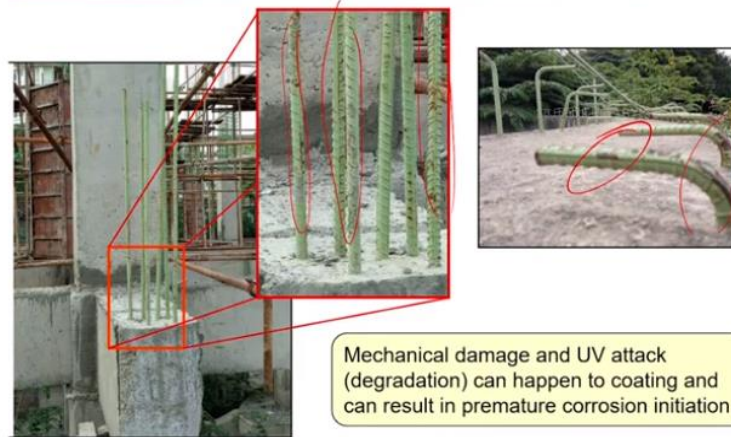 Mechanical damage and UV attack
(degradation) can happen to coating and
can result in premature corrosion initiation